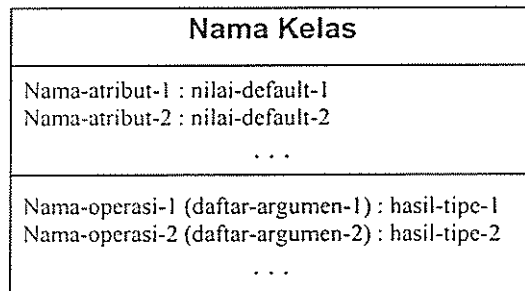 Nama Kelas
Nama-atribut-1 : nilai-default-1
Nama-atribut-2 : nilai-default-2
. . .
Nama-operasi-1 (daftar-argumen-1) : hasil-tipe-1
Nama-operasi-2 (daftar-argumen-2) : hasil-tipe-2
. . .